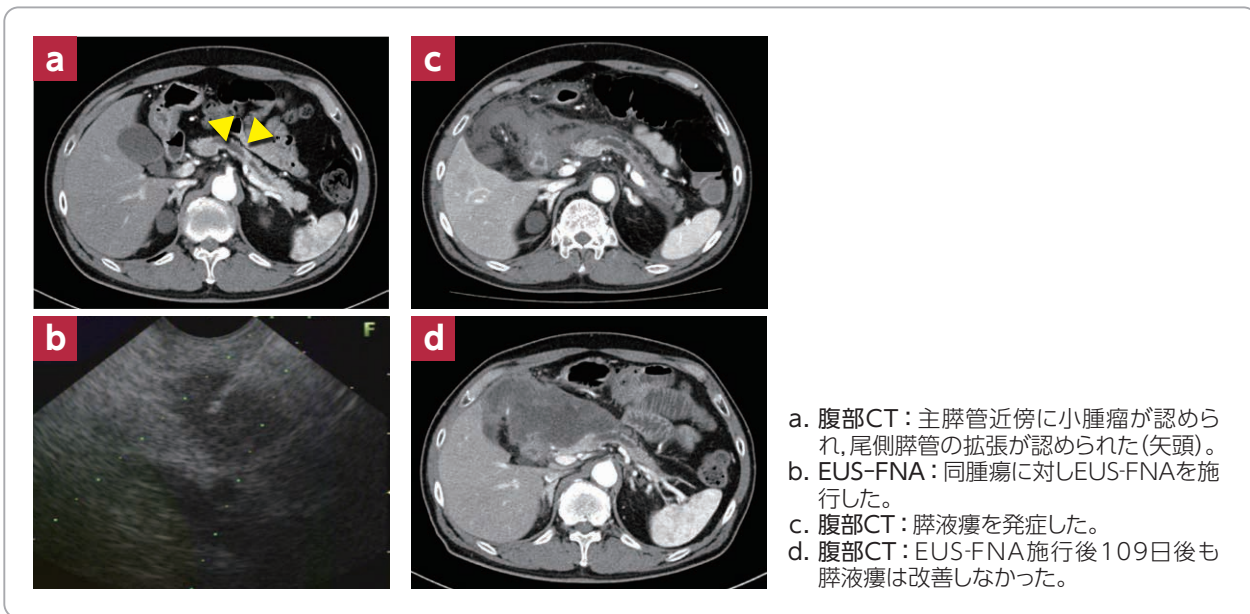 a
c
b
F
d
a. 腹部CT：主膵管近傍に小腫瘤が認めら
れ,尾側膵管の拡張が認められた(矢頭)。
b. EUS-FNA：同腫瘍に対しEUS-FNAを施
行した。
c. 腹部CT：膵液瘻を発症した。
d. 腹部CT：EUS-FNA施行後109日後も
膵液瘻は改善しなかった。